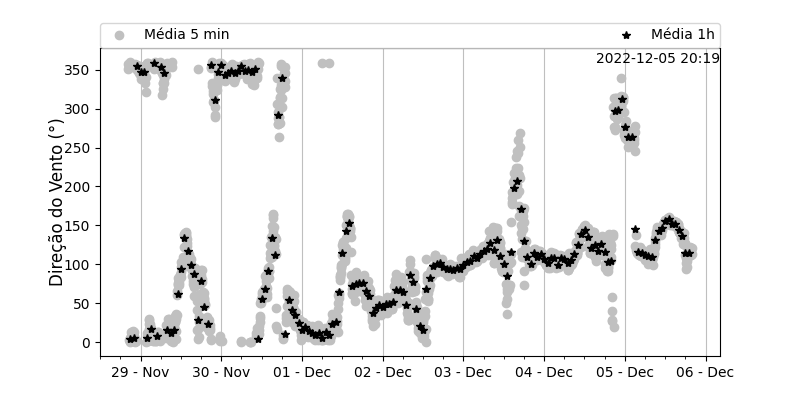 Média 5 min
Média 1h
2022-12-05 20:19
Direção do Vento (°)
350
300
250
200
150
100
50
0
29 - Nov
30 - Nov
01 - Dec
02 - Dec
03 - Dec
04 - Dec
05 - Dec
06 - Dec